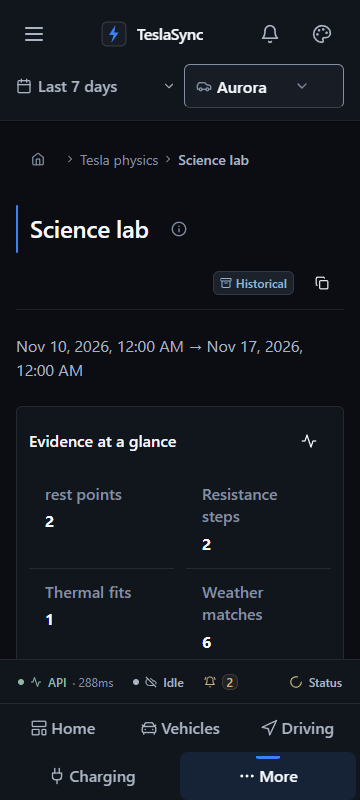 TeslaSync
Last 7 days
Aurora
Tesla physics
Science lab
Science lab
Historical
Nov 10, 2026, 12:00 AM → Nov 17, 2026,
12:00 AM
Evidence at a glance
rest points
2
Resistance
steps
2
Thermal fits
1
Weather
matches
6
API · 288ms
Idle
2
Status
Home
Vehicles
Driving
Charging
More